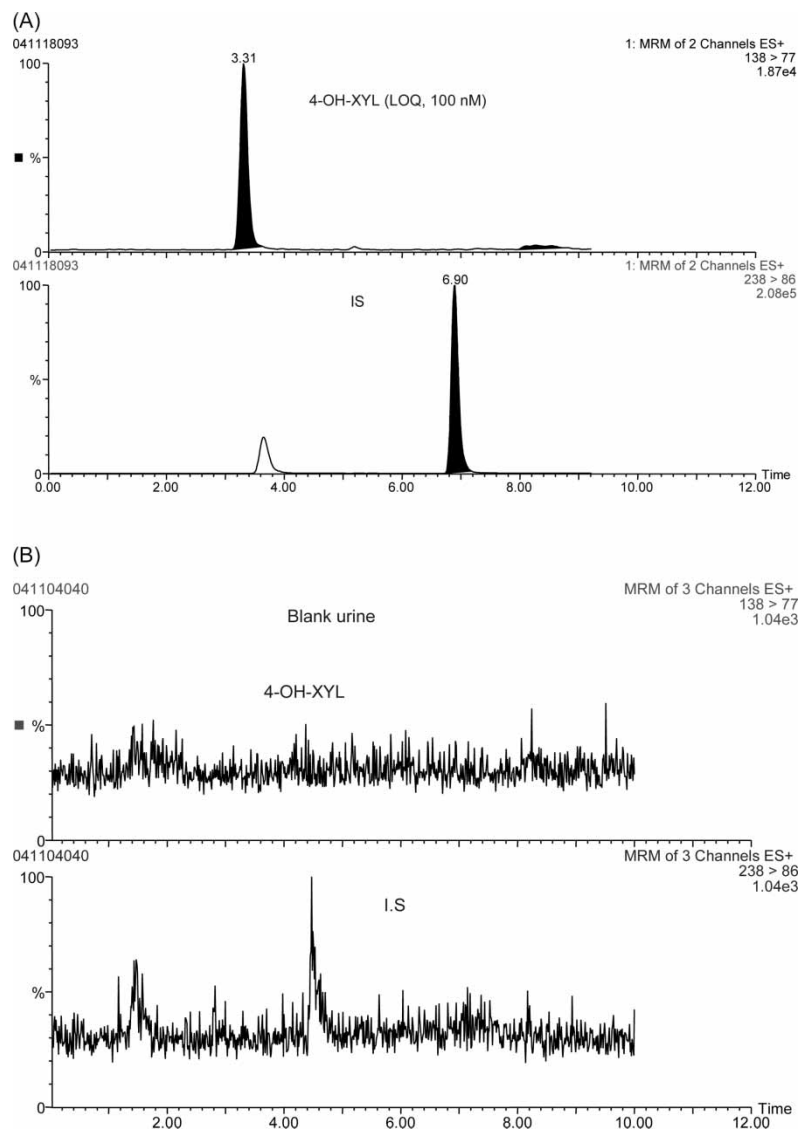 (A)
041118093
1: MRM of 2 Channels ES+
138 > 77
1.87e4
100
3.31
4-OH-XYL (LOQ, 100 nM)
%
0
041118093
1: MRM of 2 Channels ES+
238 > 86
2.08e5
100
6.90
IS
%
0
Time
0.00 2.00 4.00 6.00 8.00 10.00 12.00
(B)
041104040
MRM of 3 Channels ES+
138 > 77
1.04e3
100
Blank urine
4-OH-XYL
%
0
041104040
MRM of 3 Channels ES+
238 > 86
1.04e3
100
I.S
%
0
Time
2.00 4.00 6.00 8.00 10.00 12.00